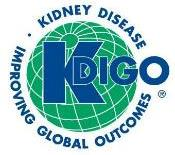 KIDNEY DISEASE
KDIGO
IMPROVING GLOBAL OUTCOMES
®